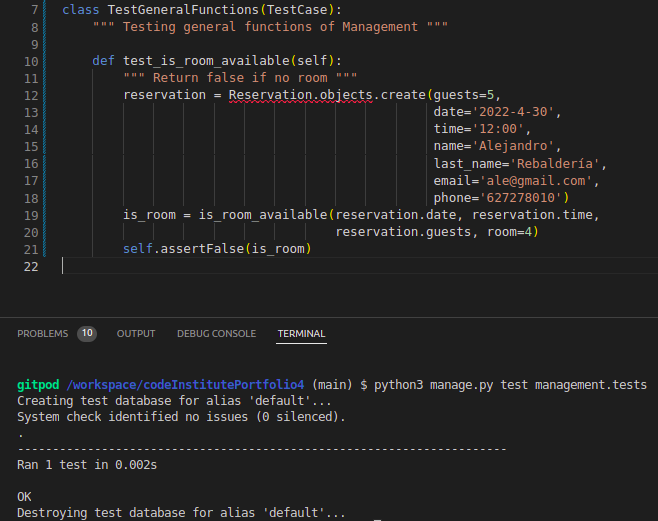 7 class TestGeneralFunctions(TestCase):
8 """ Testing general functions of Management """
9
10 def test_is_room_available(self):
11 """ Return false if no room """
12 reservation = Reservation.objects.create(guests=5,
13 date='2022-4-30',
14 time='12:00',
15 name='Alejandro',
16 last_name='Rebaldería',
17 email='ale@gmail.com',
18 phone='627278010')
19 is_room = is_room_available(reservation.date, reservation.time,
20 reservation.guests, room=4)
21 self.assertFalse(is_room)
22
PROBLEMS 10 OUTPUT DEBUG CONSOLE TERMINAL
gitpod /workspace/codeInstitutePortfolio4 (main) $ python3 manage.py test management.tests
Creating test database for alias 'default'...
System check identified no issues (0 silenced).
.
----------------------------------------------------------------------
Ran 1 test in 0.002s
OK
Destroying test database for alias 'default'...